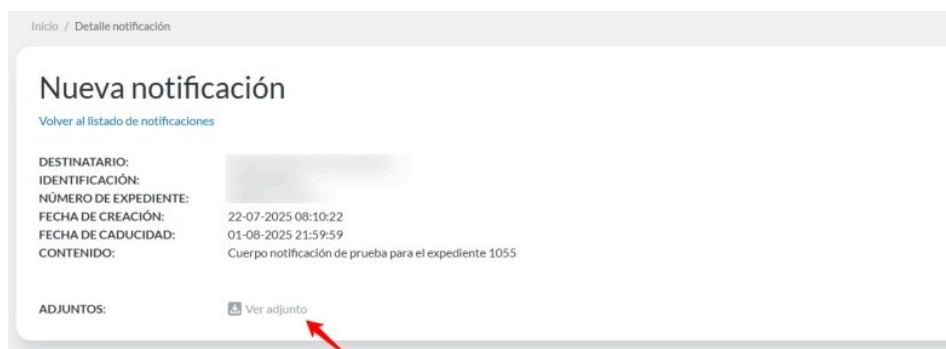 Inicio / Detalle notificación
Nueva notificación
Volver al listado de notificaciones
DESTINATARIO:
IDENTIFICACIÓN:
NÚMERO DE EXPEDIENTE:
FECHA DE CREACIÓN: 22-07-2025 08:10:22
FECHA DE CADUCIDAD: 01-08-2025 21:59:59
CONTENIDO: Cuerpo notificación de prueba para el expediente 1055
ADJUNTOS: Ver adjunto